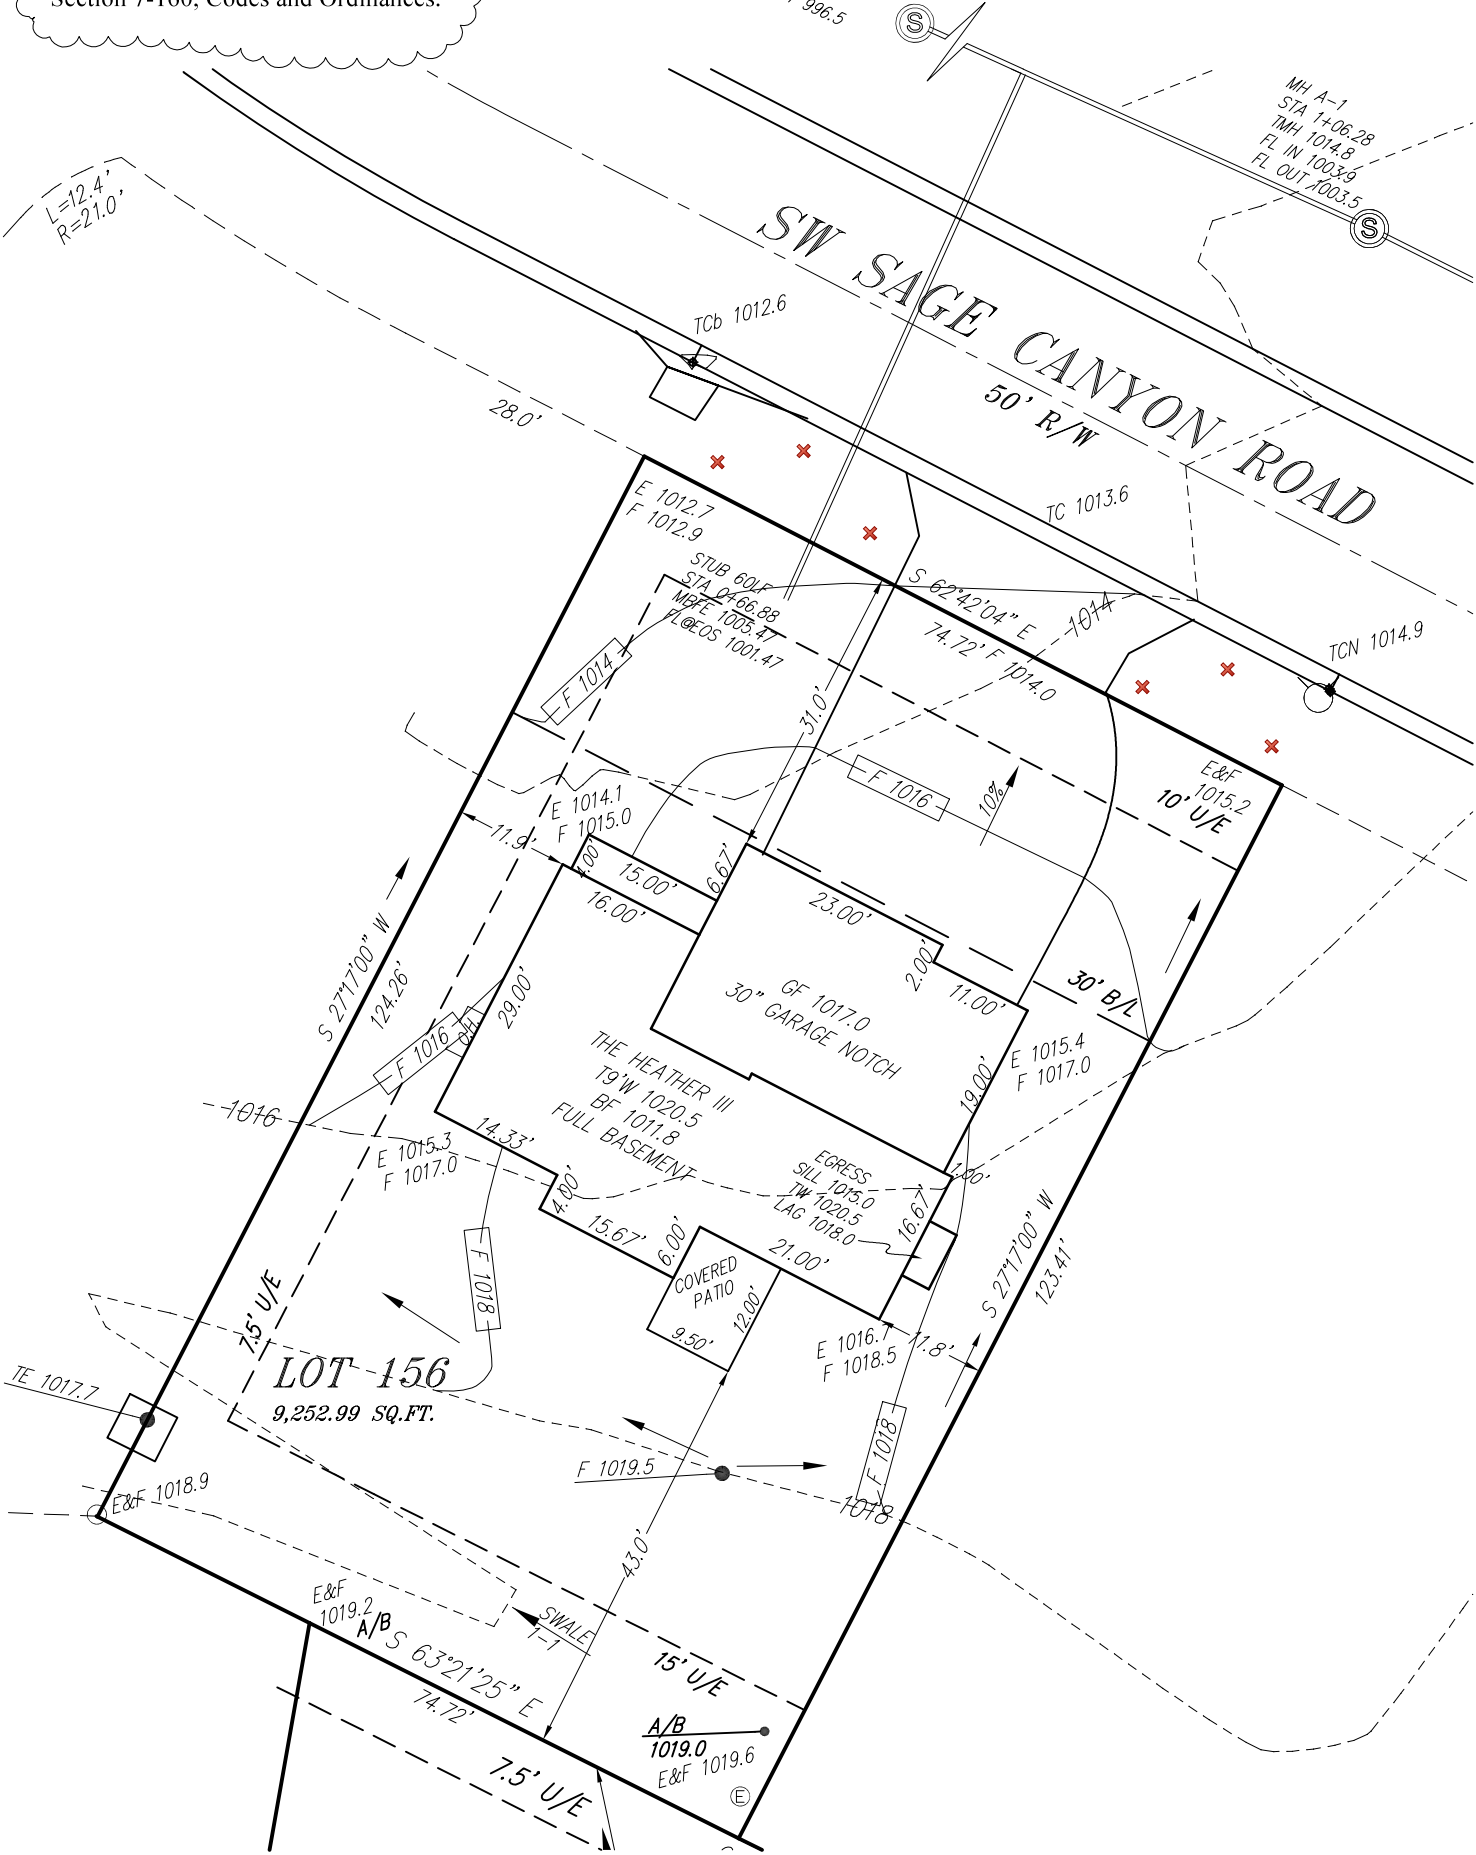 Section 7-160, Codes and Ordinances.
996.5
S
MH A-1
STA 1+06.28
TMH 1014.8
FL IN 1003.9
FL OUT 1003.5
S
L=12.4'
R=21.0'
SW SAGE CANYON ROAD
50' R/W
TCb 1012.6
28.0'
TC 1013.6
TCN 1014.9
E 1012.7
F 1012.9
STUB 60LF
STA 0+66.88
MBFE 1005.47
FL@EOS 1001.47
S 62°42'04" E
74.72'
F 1014.0
1014
F 1014
31.0'
F 1016
10%
E&F
1015.2
10' U/E
E 1014.1
F 1015.0
11.9'
4.00'
15.00'
6.67'
16.00'
23.00'
2.00'
11.00'
30' B/L
S 27°17'00" W
124.26'
29.00'
GF 1017.0
30" GARAGE NOTCH
F 1016
O.H.
THE HEATHER III
T9'W 1020.5
BF 1011.8
FULL BASEMENT
E 1015.4
F 1017.0
19.00'
1016
14.33'
E 1015.3
F 1017.0
4.00'
15.67'
6.00'
EGRESS
SILL 1015.0
TW 1020.5
LAG 1018.0
1.00'
16.67'
21.00'
S 27°17'00" W
123.41'
F 1018
COVERED
PATIO
12.00'
9.50'
E 1016.7
F 1018.5
11.8'
7.5' U/E
LOT 156
9,252.99 SQ.FT.
TE 1017.7
F 1019.5
F 1018
1018
E&F 1018.9
43.0'
E&F
1019.2
A/B
SWALE
1-1
S 63°21'25" E
74.72'
15' U/E
A/B
1019.0
E&F 1019.6
7.5' U/E
E